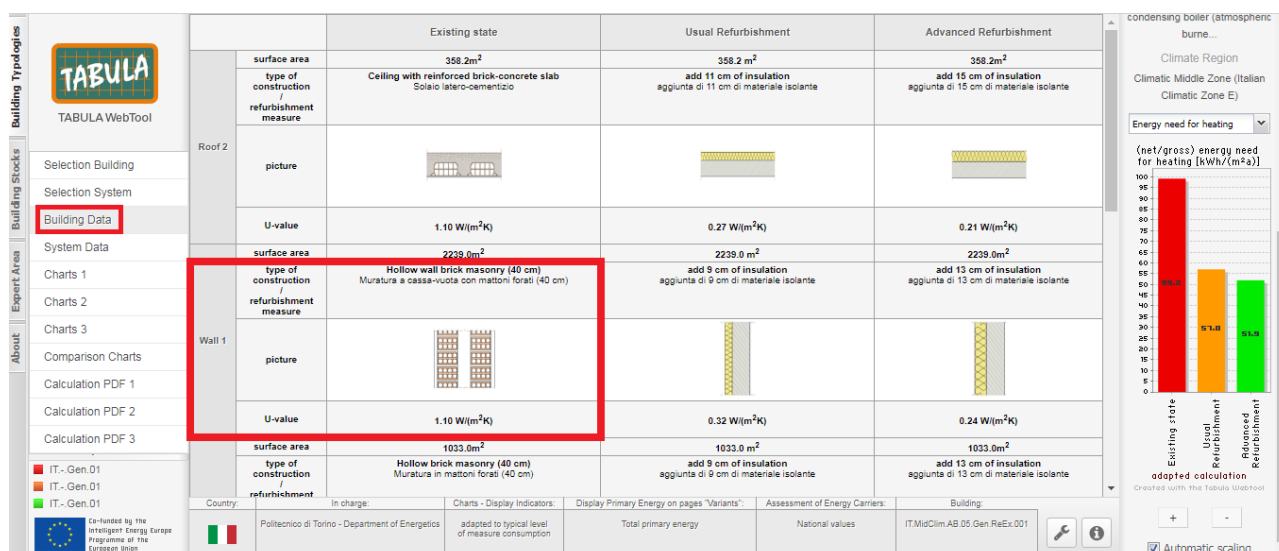 Building Typologies
Building Stocks
Expert Area
About
TABULA
TABULA WebTool
Selection Building
Selection System
Building Data
System Data
Charts 1
Charts 2
Charts 3
Comparison Charts
Calculation PDF 1
Calculation PDF 2
Calculation PDF 3
IT.-.Gen.01
IT.-.Gen.01
IT.-.Gen.01
Co-funded by the
Intelligent Energy Europe
Programme of the
European Union
Existing state Usual Refurbishment Advanced Refurbishment
Roof 2
surface area 358.2m² 358.2 m² 358.2m²
type of construction / refurbishment measure
Ceiling with reinforced brick-concrete slab
Solaio latero-cementizio
add 11 cm of insulation
aggiunta di 11 cm di materiale isolante
add 15 cm of insulation
aggiunta di 15 cm di materiale isolante
picture
U-value 1.10 W/(m²K) 0.27 W/(m²K) 0.21 W/(m²K)
Wall 1
surface area 2239.0m² 2239.0 m² 2239.0m²
type of construction / refurbishment measure
Hollow wall brick masonry (40 cm)
Muratura a cassa-vuota con mattoni forati (40 cm)
add 9 cm of insulation
aggiunta di 9 cm di materiale isolante
add 13 cm of insulation
aggiunta di 13 cm di materiale isolante
picture
U-value 1.10 W/(m²K) 0.32 W/(m²K) 0.24 W/(m²K)
surface area 1033.0m² 1033.0 m² 1033.0m²
type of construction / refurbishment
Hollow brick masonry (40 cm)
Muratura in mattoni forati (40 cm)
add 9 cm of insulation
aggiunta di 9 cm di materiale isolante
add 13 cm of insulation
aggiunta di 13 cm di materiale isolante
Country: In charge: Charts - Display Indicators: Display Primary Energy on pages "Variants": Assessment of Energy Carriers: Building:
Politecnico di Torino - Department of Energetics
adapted to typical level
of measure consumption
Total primary energy
National values
IT.MidClim.AB.05.Gen.ReEx.001
condensing boiler (atmospheric
burne...
Climate Region
Climatic Middle Zone (Italian
Climatic Zone E)
Energy need for heating
(net/gross) energy need
for heating [kWh/(m²a)]
100
95
90
85
80
75
70
65
60
55
50
45
40
35
30
25
20
15
10
5
0
57.0
51.9
Existing state
Usual Refurbishment
Advanced Refurbishment
adapted calculation
Created with the Tabula Webtool
+ -
Automatic scaling